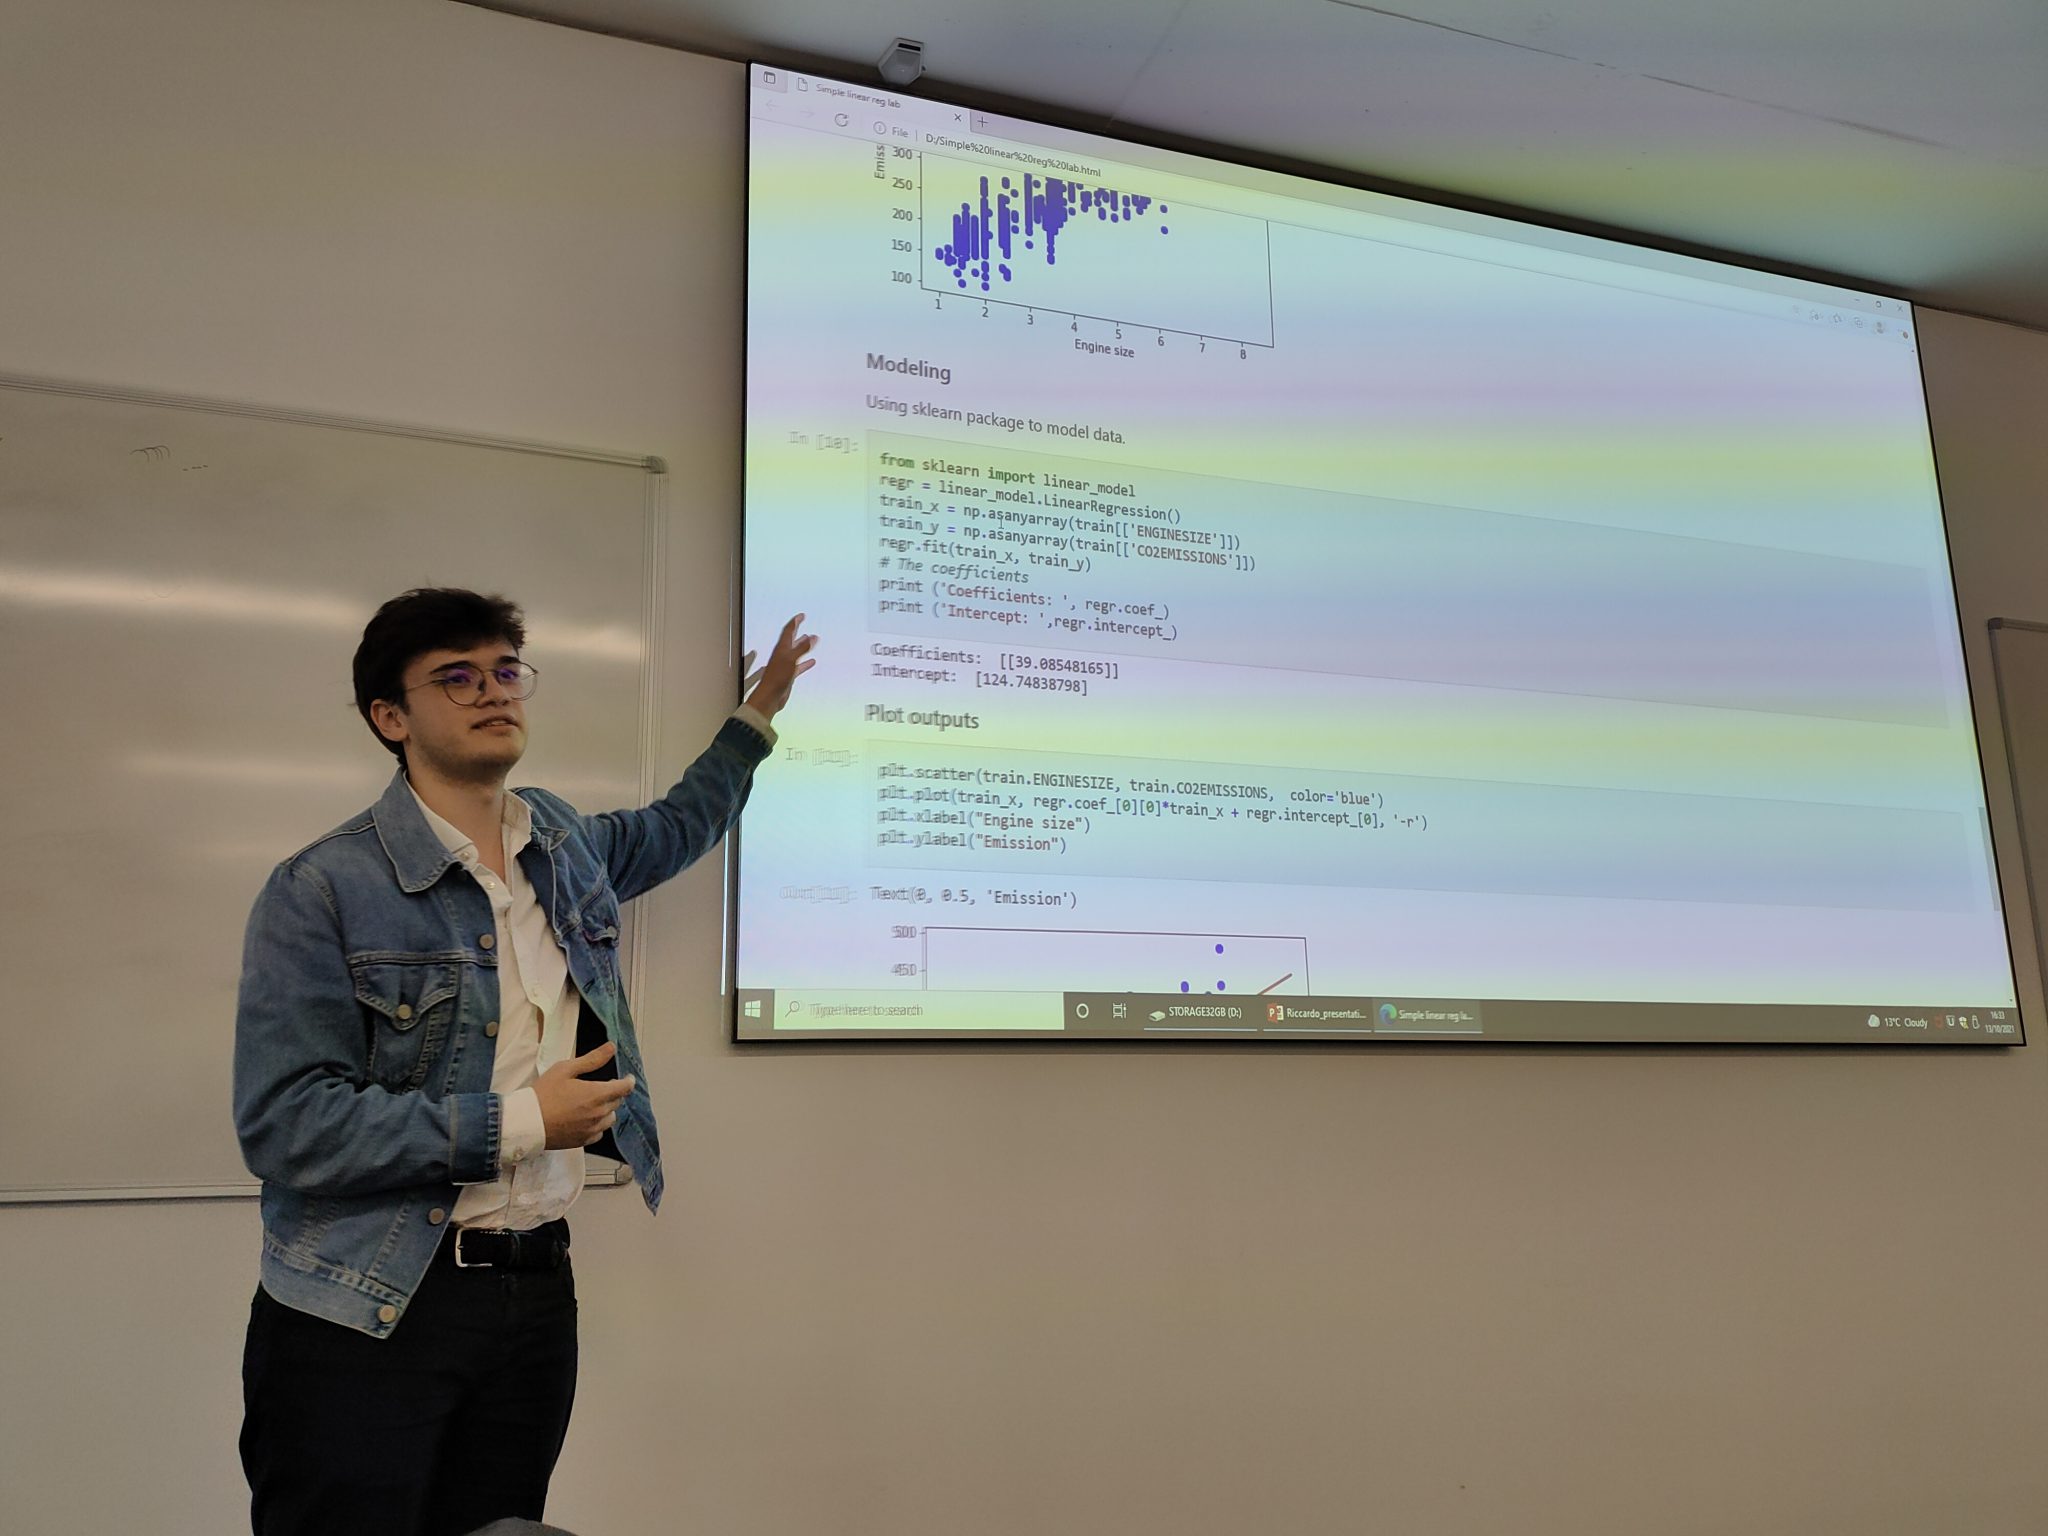 Simple linear reg lab
File D:/Simple%20linear%20reg%20lab.html
300
250
200
150
100
1 2 3 4 5 6 7 8
Engine size
Modeling
Using sklearn package to model data.
In [10]:
from sklearn import linear_model
regr = linear_model.LinearRegression()
train_x = np.asanyarray(train[['ENGINESIZE']])
train_y = np.asanyarray(train[['CO2EMISSIONS']])
regr.fit(train_x, train_y)
# The coefficients
print ('Coefficients: ', regr.coef_)
print ('Intercept: ',regr.intercept_)
Coefficients: [[39.08548165]]
Intercept: [124.74838798]
Plot outputs
In
plt.scatter(train.ENGINESIZE, train.CO2EMISSIONS, color='blue')
plt.plot(train_x, regr.coef_[0][0]*train_x + regr.intercept_[0], '-r')
plt.xlabel("Engine size")
plt.ylabel("Emission")
Text(0, 0.5, 'Emission')
500
450
Type here to search
STORAGE32GB (D:)
Riccardo_presentati...
Simple linear reg la...
13°C Cloudy
16:33
13/10/2021